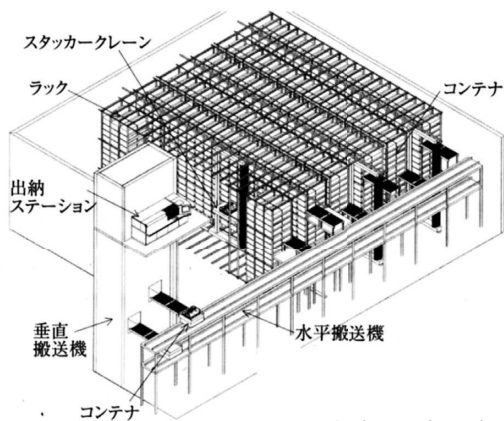 スタッカークレーン
ラック
コンテナ
出納
ステーション
垂直
搬送機
水平搬送機
コンテナ